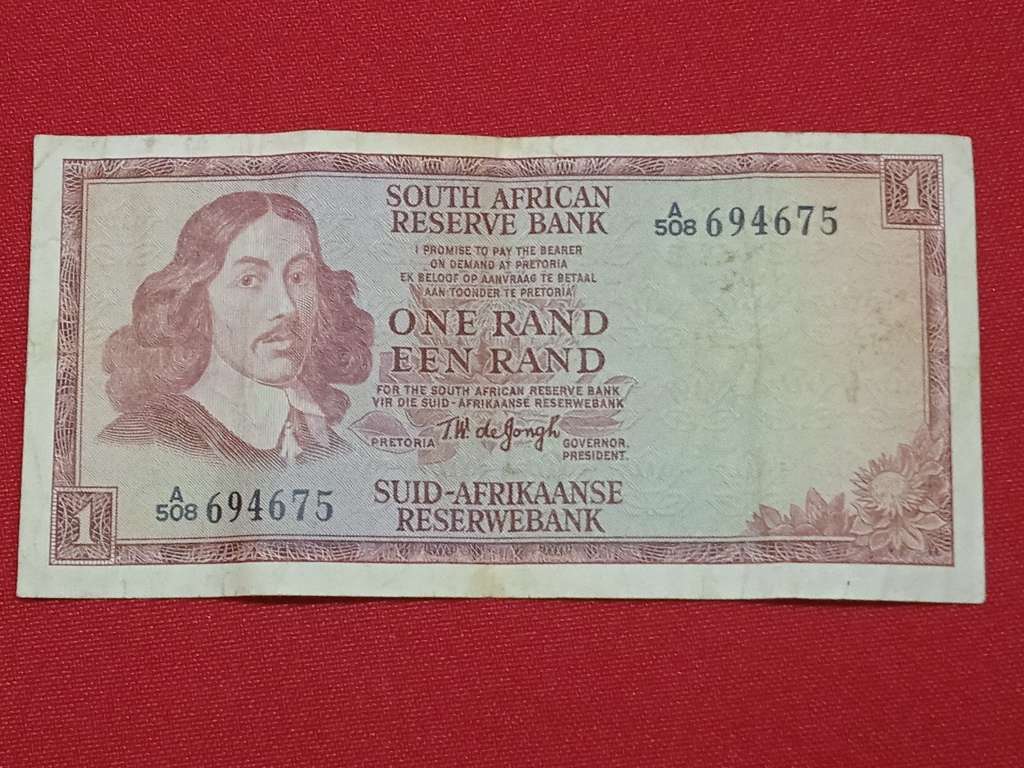 1
SOUTH AFRICAN
RESERVE BANK
A/508 694675
I PROMISE TO PAY THE BEARER
ON DEMAND AT PRETORIA
EK BELOOF OP AANVRAAG TE BETAAL
AAN TOONDER TE PRETORIA
ONE RAND
EEN RAND
FOR THE SOUTH AFRICAN RESERVE BANK
VIR DIE SUID-AFRIKAANSE RESERWEBANK
T.W. de Jongh
PRETORIA GOVERNOR.
PRESIDENT.
A/508 694675
SUID-AFRIKAANSE
RESERWEBANK
1